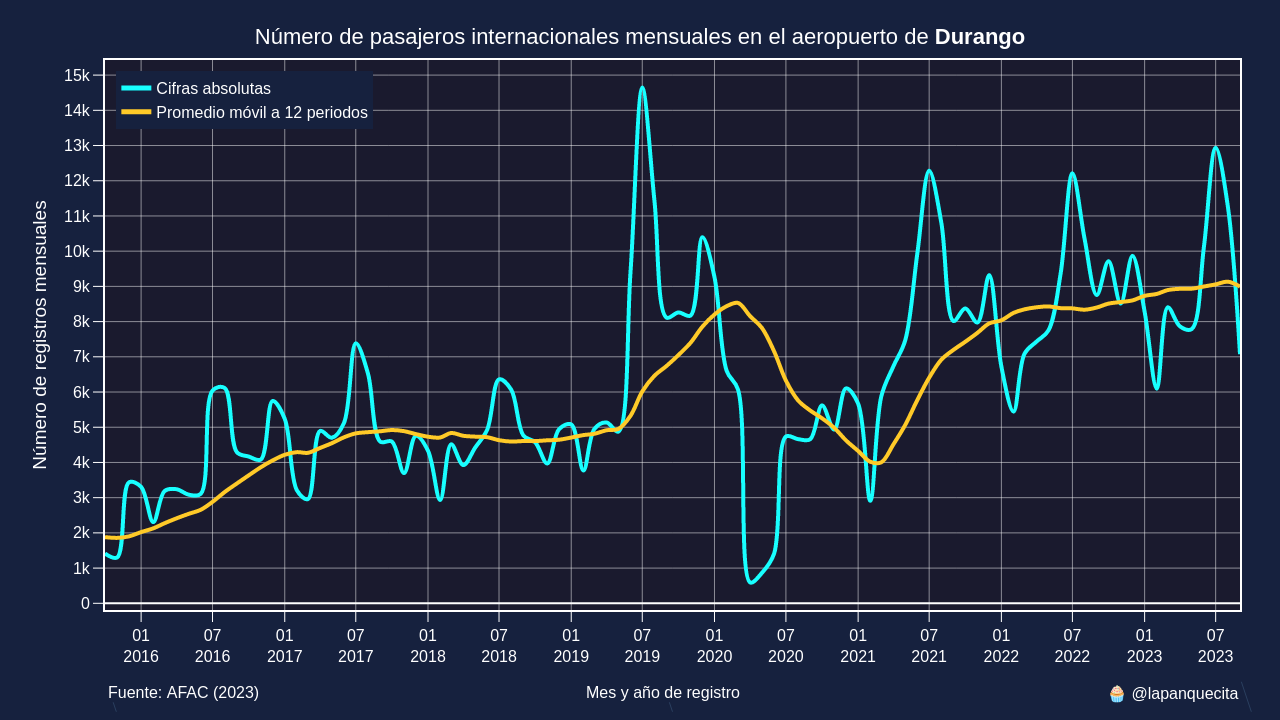 Número de pasajeros internacionales mensuales en el aeropuerto de Durango
Cifras absolutas
Promedio móvil a 12 periodos
Número de registros mensuales
15k
14k
13k
12k
11k
10k
9k
8k
7k
6k
5k
4k
3k
2k
1k
0
01 07 01 07 01 07 01 07 01 07 01 07 01 07 01 07
2016 2016 2017 2017 2018 2018 2019 2019 2020 2020 2021 2021 2022 2022 2023 2023
Fuente: AFAC (2023) Mes y año de registro 🧁 @lapanquecita